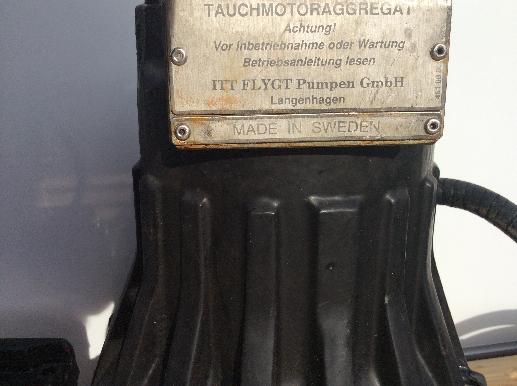 TAUCHMOTORAGGREGAT
Achtung!
Vor Inbetriebnahme oder Wartung
Betriebsanleitung lesen
ITT FLYGT Pumpen GmbH
Langenhagen
MADE IN SWEDEN